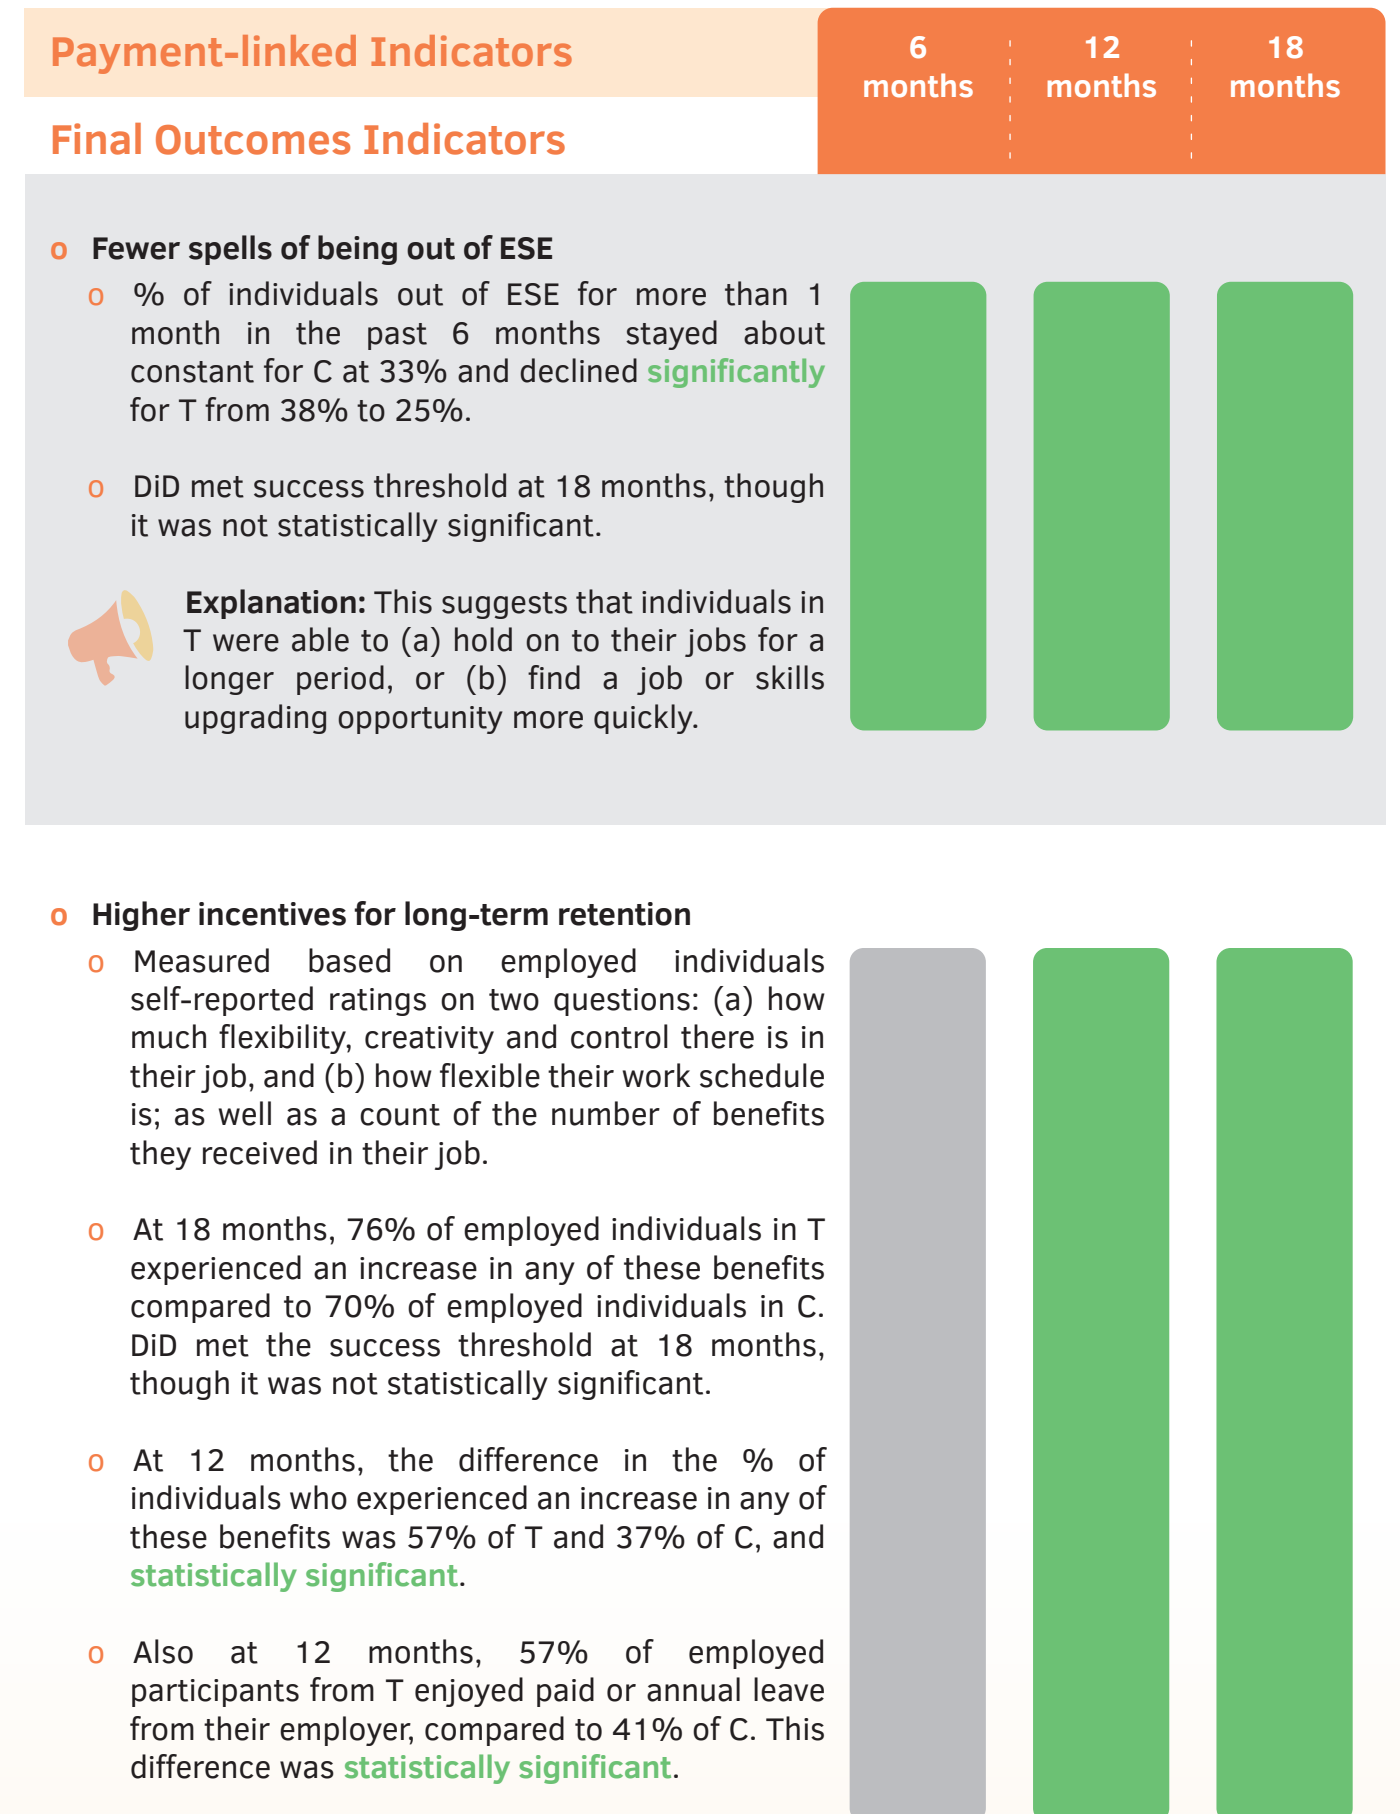 Payment-linked Indicators
6 months
12 months
18 months
Final Outcomes Indicators
o Fewer spells of being out of ESE
o % of individuals out of ESE for more than 1
month in the past 6 months stayed about
constant for C at 33% and declined significantly
for T from 38% to 25%.
o DiD met success threshold at 18 months, though
it was not statistically significant.
Explanation: This suggests that individuals in
T were able to (a) hold on to their jobs for a
longer period, or (b) find a job or skills
upgrading opportunity more quickly.
o Higher incentives for long-term retention
o Measured based on employed individuals
self-reported ratings on two questions: (a) how
much flexibility, creativity and control there is in
their job, and (b) how flexible their work schedule
is; as well as a count of the number of benefits
they received in their job.
o At 18 months, 76% of employed individuals in T
experienced an increase in any of these benefits
compared to 70% of employed individuals in C.
DiD met the success threshold at 18 months,
though it was not statistically significant.
o At 12 months, the difference in the % of
individuals who experienced an increase in any of
these benefits was 57% of T and 37% of C, and
statistically significant.
o Also at 12 months, 57% of employed
participants from T enjoyed paid or annual leave
from their employer, compared to 41% of C. This
difference was statistically significant.